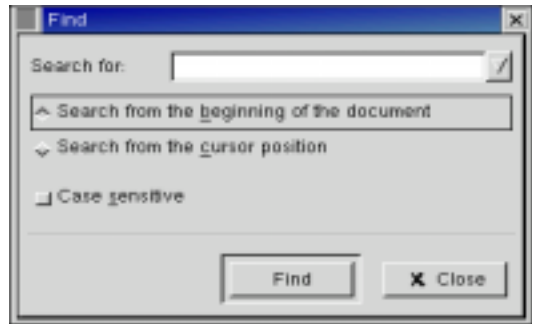 Find
Search for:
Search from the beginning of the document
Search from the cursor position
Case sensitive
Find
Close